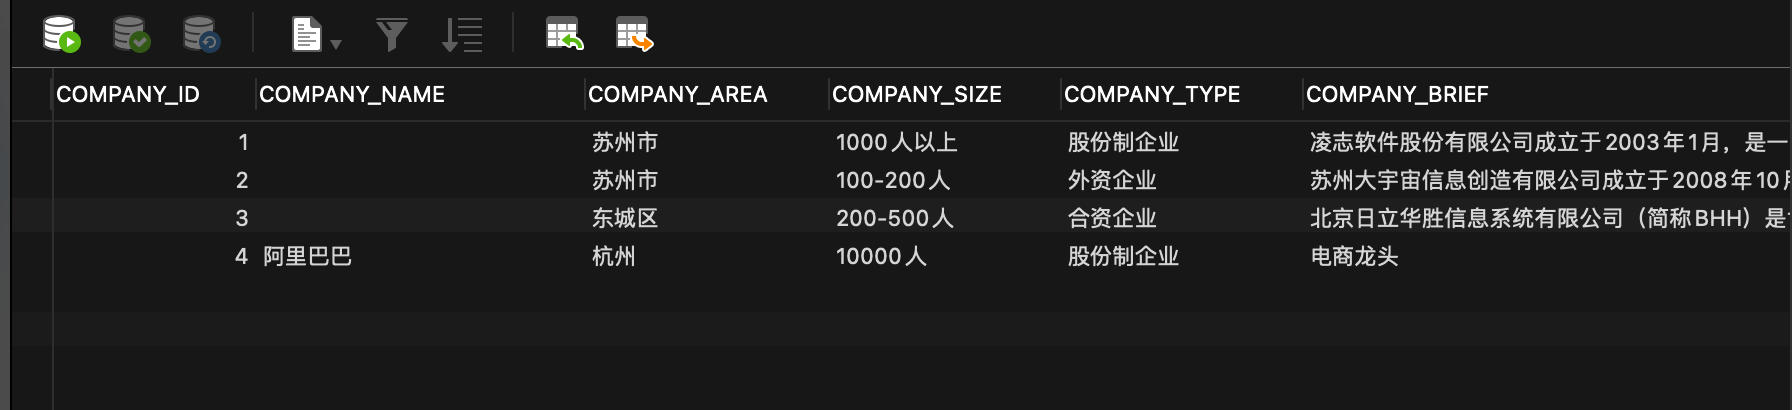 COMPANY_ID COMPANY_NAME COMPANY_AREA COMPANY_SIZE COMPANY_TYPE COMPANY_BRIEF
1 苏州市 1000人以上 股份制企业 凌志软件股份有限公司成立于2003年1月，是一
2 苏州市 100-200人 外资企业 苏州大宇宙信息创造有限公司成立于2008年10月
3 东城区 200-500人 合资企业 北京日立华胜信息系统有限公司（简称BHH）是
4 阿里巴巴 杭州 10000人 股份制企业 电商龙头